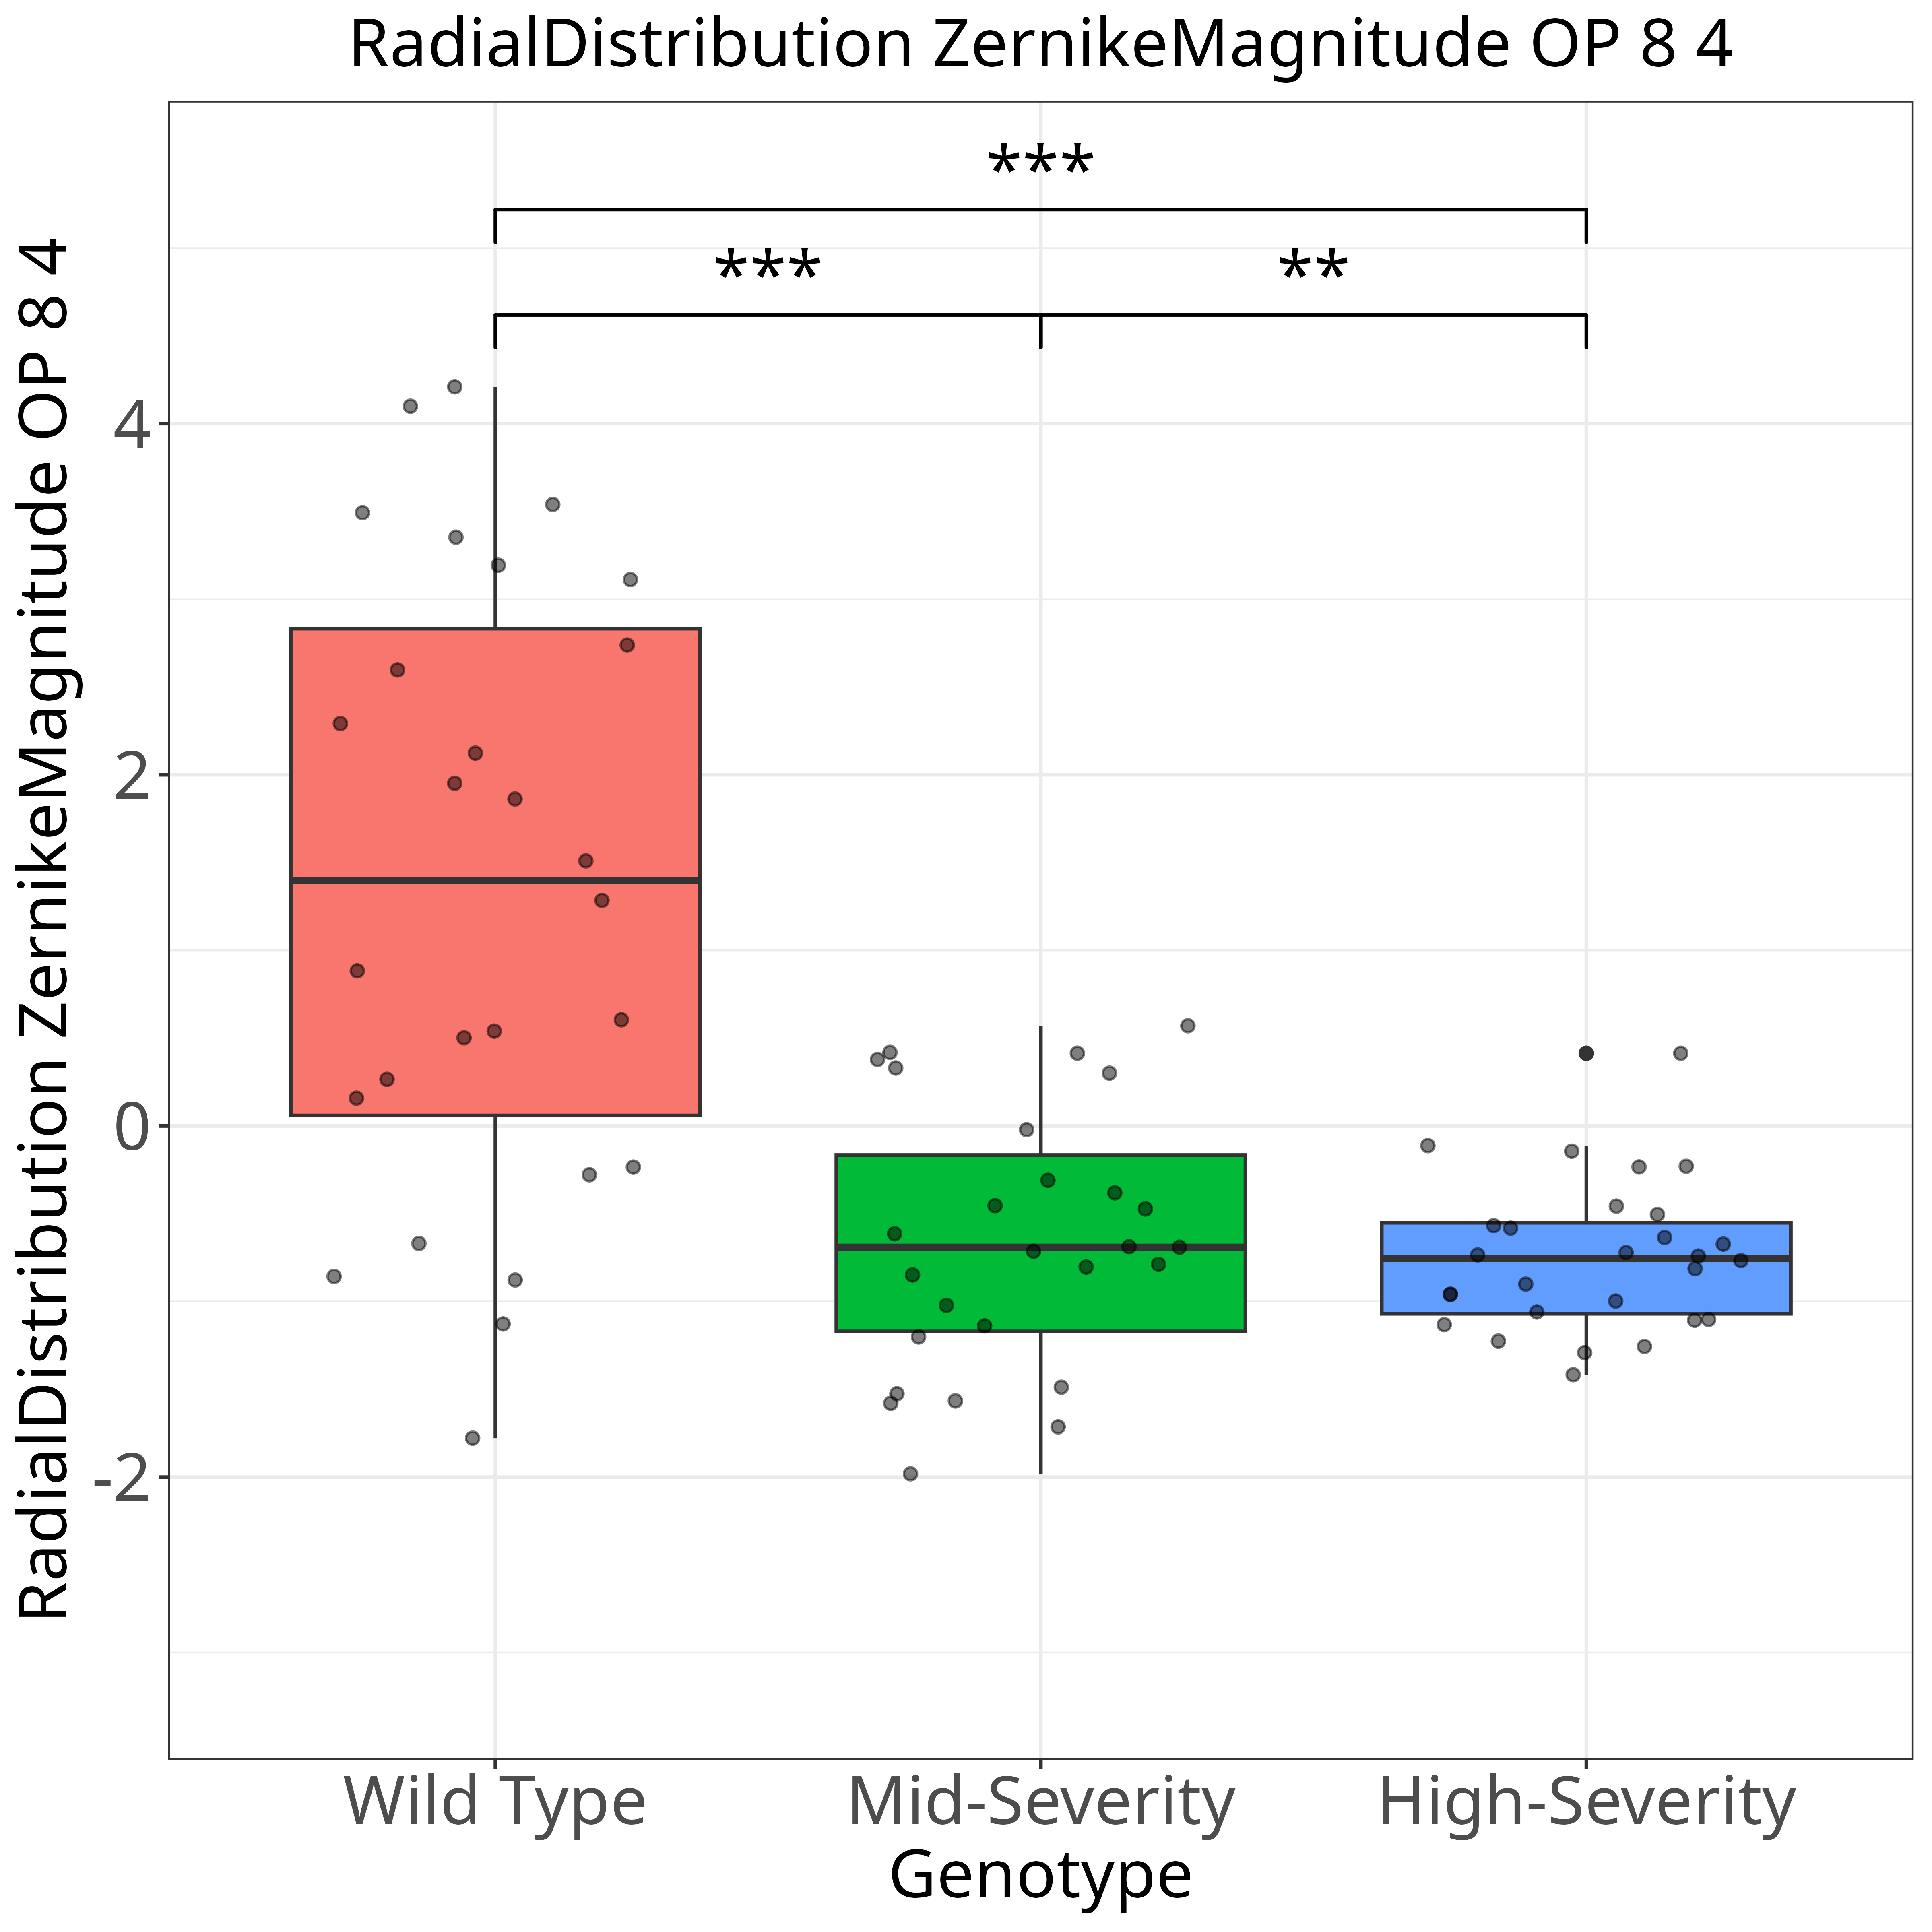 RadialDistribution ZernikeMagnitude OP 8 4
***
*** **
RadialDistribution ZernikeMagnitude OP 8 4
4
2
0
-2
Wild Type Mid-Severity High-Severity
Genotype